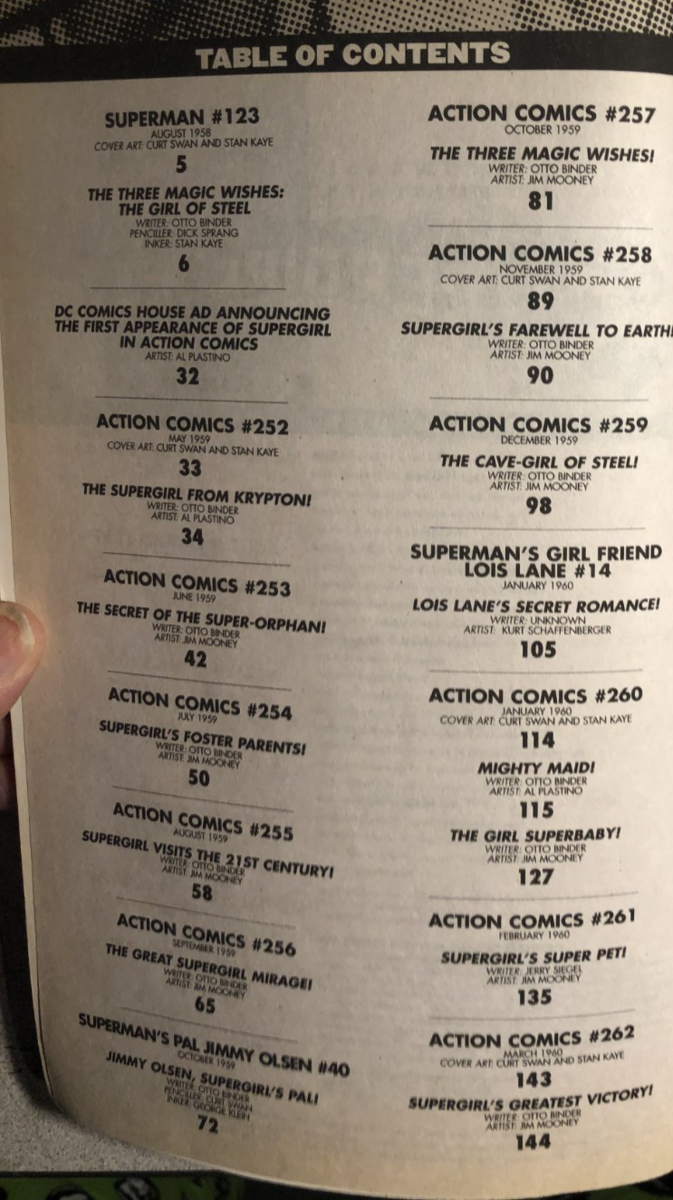 TABLE OF CONTENTS
SUPERMAN #123
AUGUST 1958
COVER ART: CURT SWAN AND STAN KAYE
5
THE THREE MAGIC WISHES:
THE GIRL OF STEEL
WRITER: OTTO BINDER
PENCILLER: DICK SPRANG
INKER: STAN KAYE
6
DC COMICS HOUSE AD ANNOUNCING
THE FIRST APPEARANCE OF SUPERGIRL
IN ACTION COMICS
ARTIST: AL PLASTINO
32
ACTION COMICS #252
MAY 1959
COVER ART: CURT SWAN AND STAN KAYE
33
THE SUPERGIRL FROM KRYPTON!
WRITER: OTTO BINDER
ARTIST: AL PLASTINO
34
ACTION COMICS #253
JUNE 1959
THE SECRET OF THE SUPER-ORPHAN!
WRITER: OTTO BINDER
ARTIST: JIM MOONEY
42
ACTION COMICS #254
JULY 1959
SUPERGIRL'S FOSTER PARENTS!
WRITER: OTTO BINDER
ARTIST: JIM MOONEY
50
ACTION COMICS #255
AUGUST 1959
SUPERGIRL VISITS THE 21ST CENTURY!
WRITER: OTTO BINDER
ARTIST: JIM MOONEY
58
ACTION COMICS #256
SEPTEMBER 1959
THE GREAT SUPERGIRL MIRAGE!
WRITER: OTTO BINDER
ARTIST: JIM MOONEY
65
SUPERMAN'S PAL JIMMY OLSEN #40
OCTOBER 1959
JIMMY OLSEN, SUPERGIRL'S PAL!
WRITER: OTTO BINDER
PENCILLER: CURT SWAN
INKER: GEORGE KLEIN
72
ACTION COMICS #257
OCTOBER 1959
THE THREE MAGIC WISHES!
WRITER: OTTO BINDER
ARTIST: JIM MOONEY
81
ACTION COMICS #258
NOVEMBER 1959
COVER ART: CURT SWAN AND STAN KAYE
89
SUPERGIRL'S FAREWELL TO EARTH!
WRITER: OTTO BINDER
ARTIST: JIM MOONEY
90
ACTION COMICS #259
DECEMBER 1959
THE CAVE-GIRL OF STEEL!
WRITER: OTTO BINDER
ARTIST: JIM MOONEY
98
SUPERMAN'S GIRL FRIEND
LOIS LANE #14
JANUARY 1960
LOIS LANE'S SECRET ROMANCE!
WRITER: UNKNOWN
ARTIST: KURT SCHAFFENBERGER
105
ACTION COMICS #260
JANUARY 1960
COVER ART: CURT SWAN AND STAN KAYE
114
MIGHTY MAID!
WRITER: OTTO BINDER
ARTIST: AL PLASTINO
115
THE GIRL SUPERBABY!
WRITER: OTTO BINDER
ARTIST: JIM MOONEY
127
ACTION COMICS #261
FEBRUARY 1960
SUPERGIRL'S SUPER PET!
WRITER: JERRY SIEGEL
ARTIST: JIM MOONEY
135
ACTION COMICS #262
MARCH 1960
COVER ART: CURT SWAN AND STAN KAYE
143
SUPERGIRL'S GREATEST VICTORY!
WRITER: OTTO BINDER
ARTIST: JIM MOONEY
144